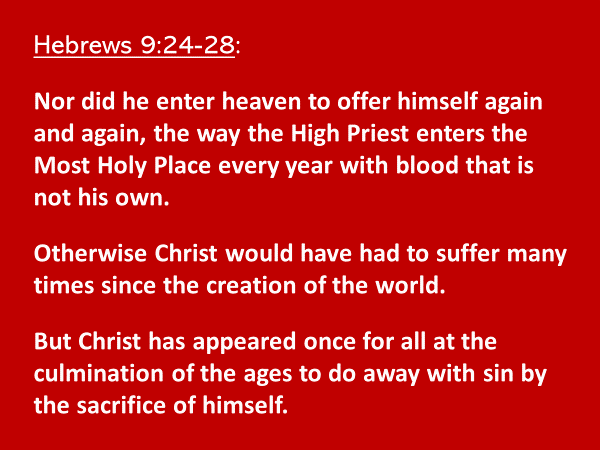 Hebrews 9:24-28:
Nor did he enter heaven to offer himself again
and again, the way the High Priest enters the
Most Holy Place every year with blood that is
not his own.
Otherwise Christ would have had to suffer many
times since the creation of the world.
But Christ has appeared once for all at the
culmination of the ages to do away with sin by
the sacrifice of himself.